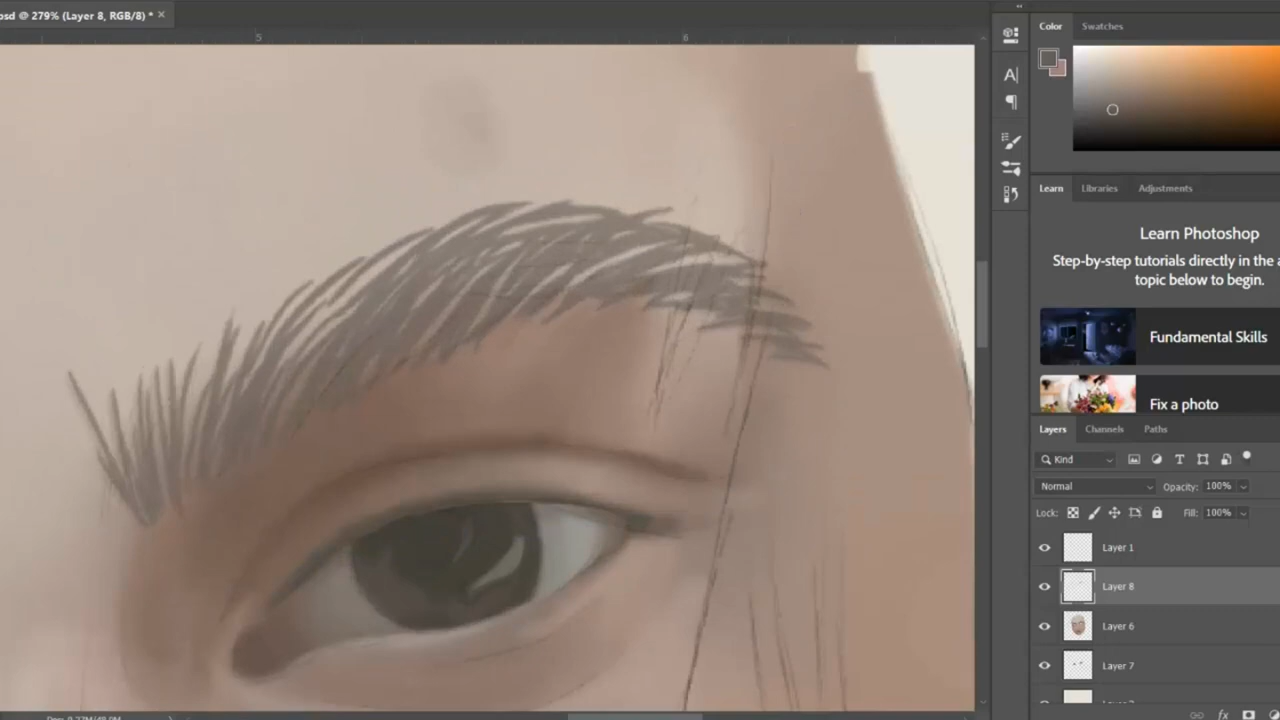 osd @ 279% (Layer 8, RGB/8) *
5
6
Color
Swatches
Learn
Libraries
Adjustments
Learn Photoshop
Step-by-step tutorials directly in the a
topic below to begin.
Fundamental Skills
Fix a photo
Layers
Channels
Paths
Kind
Normal
Opacity: 100%
Lock:
Fill: 100%
Layer 1
Layer 8
Layer 6
Layer 7
fx